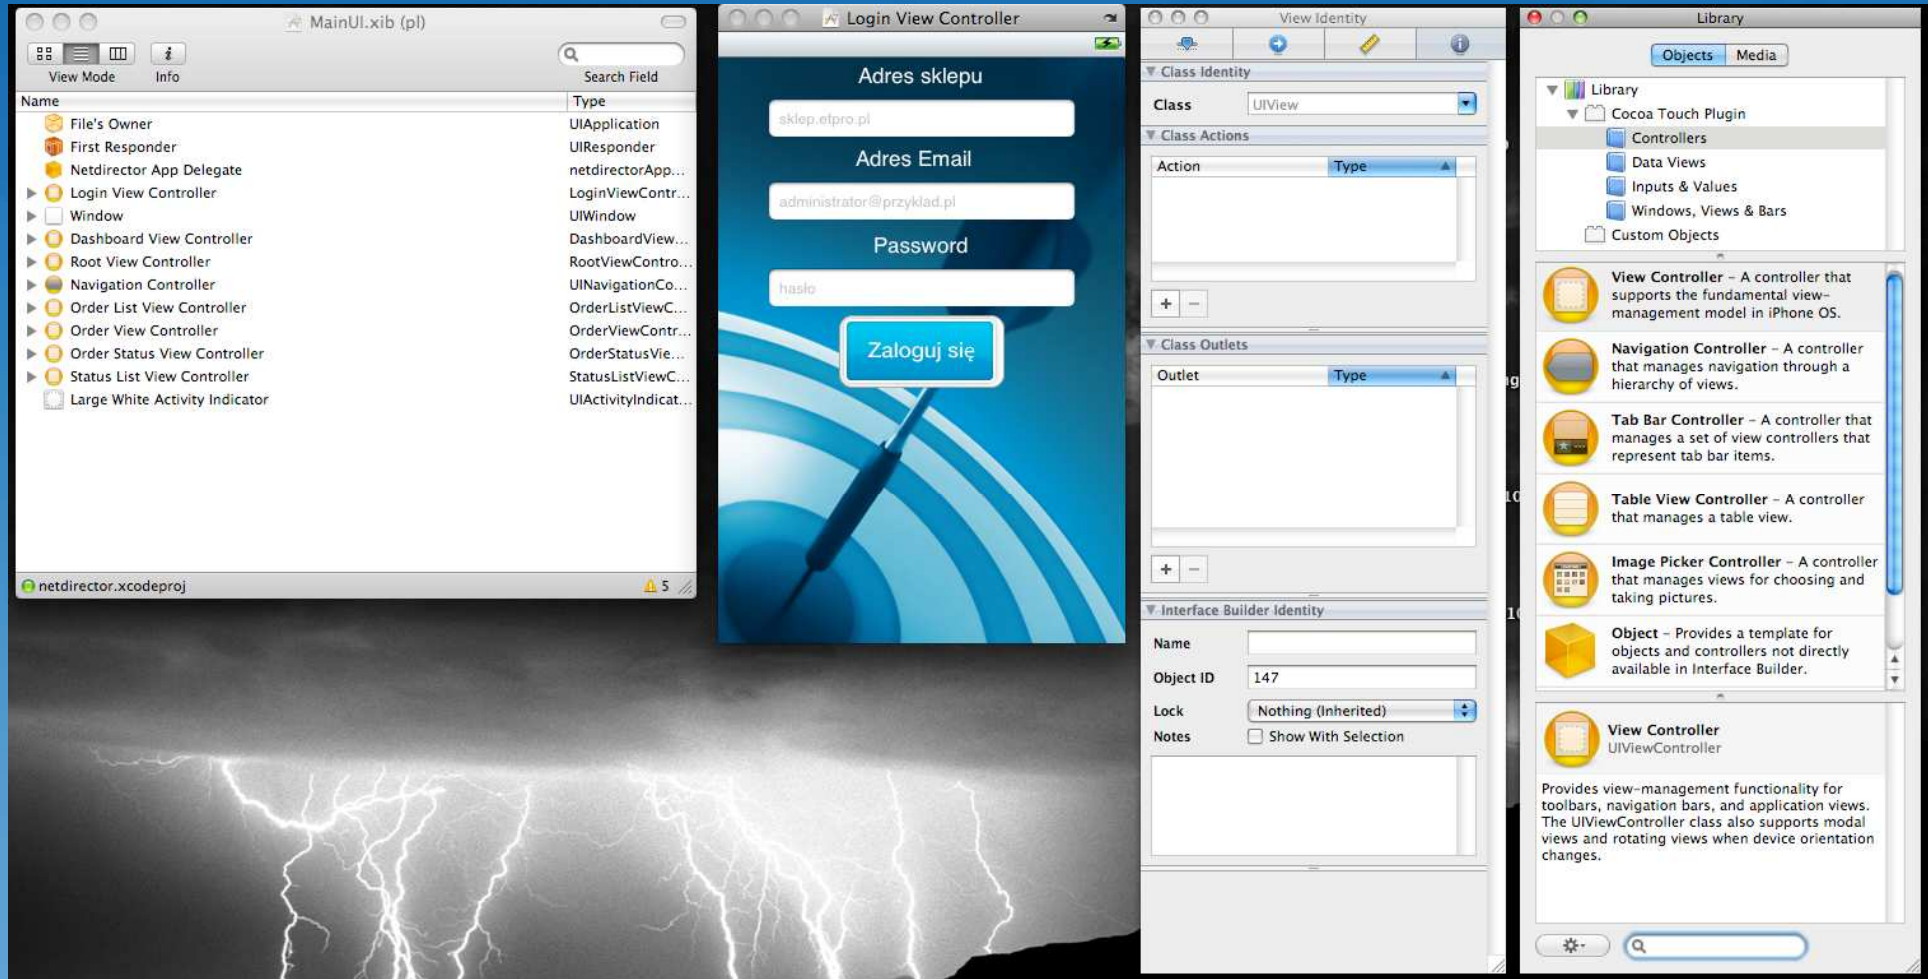 MainUI.xib (pl)
View Mode
Info
Search Field
Name Type
File's Owner UIApplication
First Responder UIResponder
Netdirector App Delegate netdirectorApp...
Login View Controller LoginViewContr...
Window UIWindow
Dashboard View Controller DashboardView...
Root View Controller RootViewContro...
Navigation Controller UINavigationCo...
Order List View Controller OrderListViewC...
Order View Controller OrderViewContr...
Order Status View Controller OrderStatusVie...
Status List View Controller StatusListViewC...
Large White Activity Indicator UIActivityIndicat...
netdirector.xcodeproj 5
Login View Controller
Adres sklepu
sklep.efpro.pl
Adres Email
administrator@przyklad.pl
Password
hasło
Zaloguj się
View Identity
Class Identity
Class UIView
Class Actions
Action Type
+ −
Class Outlets
Outlet Type
+ −
Interface Builder Identity
Name
Object ID 147
Lock Nothing (Inherited)
Notes Show With Selection
Library
Objects Media
Library
Cocoa Touch Plugin
Controllers
Data Views
Inputs & Values
Windows, Views & Bars
Custom Objects
View Controller – A controller that
supports the fundamental view-
management model in iPhone OS.
Navigation Controller – A controller
that manages navigation through a
hierarchy of views.
Tab Bar Controller – A controller that
manages a set of view controllers that
represent tab bar items.
Table View Controller – A controller
that manages a table view.
Image Picker Controller – A controller
that manages views for choosing and
taking pictures.
Object – Provides a template for
objects and controllers not directly
available in Interface Builder.
View Controller
UIViewController
Provides view-management functionality for
toolbars, navigation bars, and application views.
The UIViewController class also supports modal
views and rotating views when device orientation
changes.